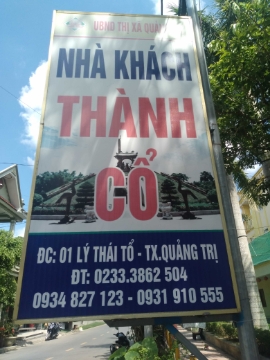 UBND THỊ XÃ QUẢNG
NHÀ KHÁCH
THÀNH
CỔ
ĐC: 01 LÝ THÁI TỔ - TX.QUẢNG TRỊ
ĐT: 0233.3862 504
0934 827 123 - 0931 910 555